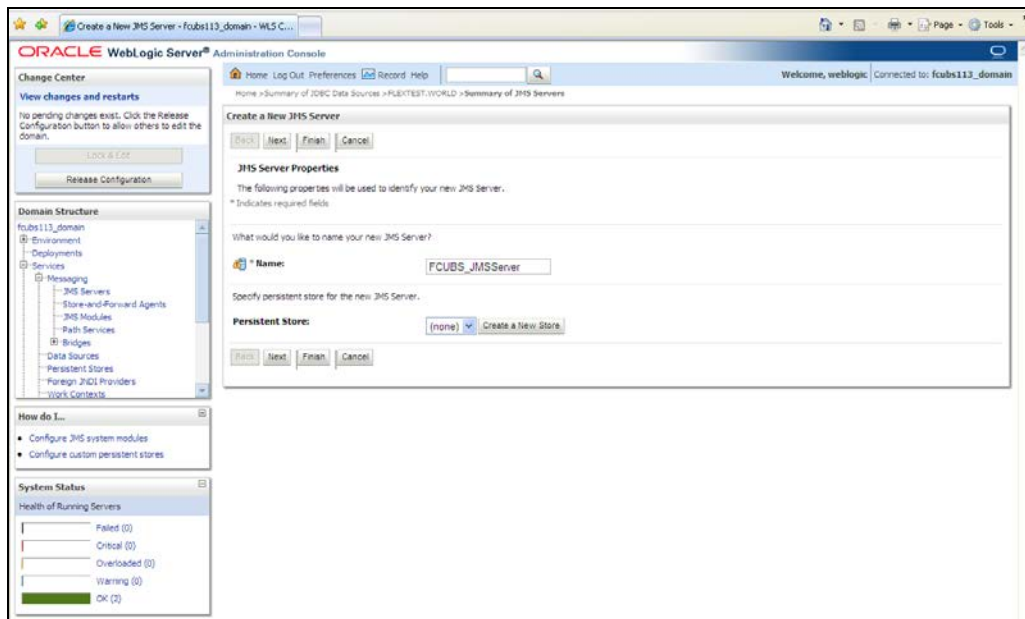 Create a New JMS Server - fcubs113_domain - WLS C...
Page
Tools
ORACLE WebLogic Server® Administration Console
Change Center
View changes and restarts
No pending changes exist. Click the Release
Configuration button to allow others to edit the
domain.
Lock & Edit
Release Configuration
Domain Structure
fcubs113_domain
Environment
Deployments
Services
Messaging
JMS Servers
Store-and-Forward Agents
JMS Modules
Path Services
Bridges
Data Sources
Persistent Stores
Foreign JNDI Providers
Work Contexts
How do I...
Configure JMS system modules
Configure custom persistent stores
System Status
Health of Running Servers
Failed (0)
Critical (0)
Overloaded (0)
Warning (0)
OK (2)
Home Log Out Preferences Record Help
Welcome, weblogic Connected to: fcubs113_domain
Home >Summary of JDBC Data Sources >FLEXTEST.WORLD >Summary of JMS Servers
Create a New JMS Server
Back Next Finish Cancel
JMS Server Properties
The following properties will be used to identify your new JMS Server.
* Indicates required fields
What would you like to name your new JMS Server?
* Name: FCUBS_JMSServer
Specify persistent store for the new JMS Server.
Persistent Store: (none) Create a New Store
Back Next Finish Cancel